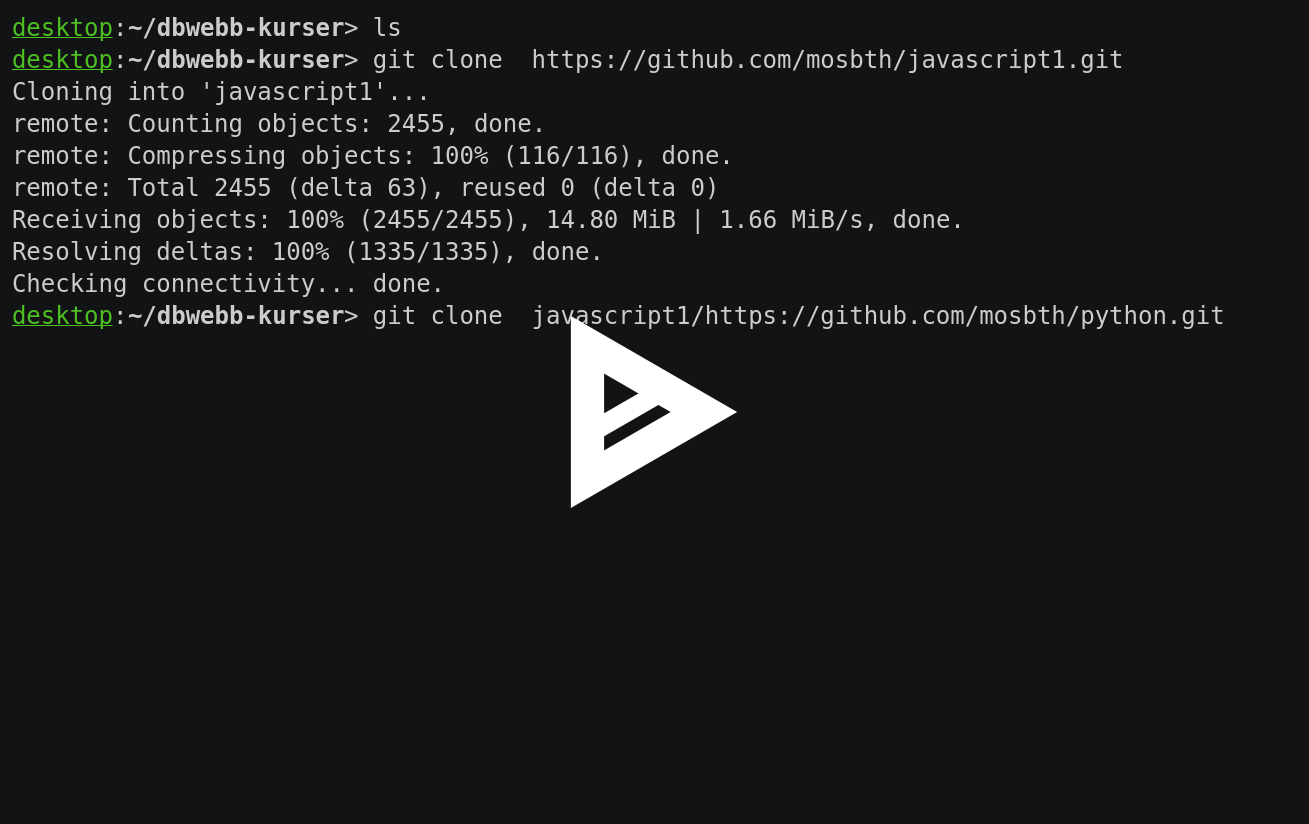 desktop:~/dbwebb-kurser> ls
desktop:~/dbwebb-kurser> git clone  https://github.com/mosbth/javascript1.git
Cloning into 'javascript1'...
remote: Counting objects: 2455, done.
remote: Compressing objects: 100% (116/116), done.
remote: Total 2455 (delta 63), reused 0 (delta 0)
Receiving objects: 100% (2455/2455), 14.80 MiB | 1.66 MiB/s, done.
Resolving deltas: 100% (1335/1335), done.
Checking connectivity... done.
desktop:~/dbwebb-kurser> git clone  javascript1/https://github.com/mosbth/python.git